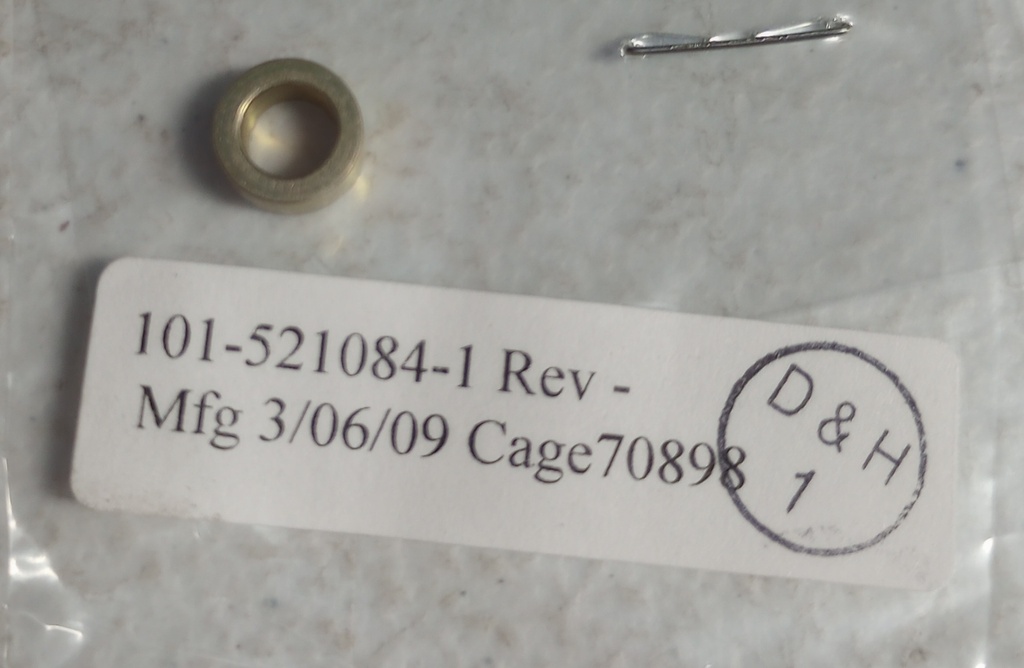 101-521084-1 Rev -
Mfg 3/06/09 Cage70898
D & H
1